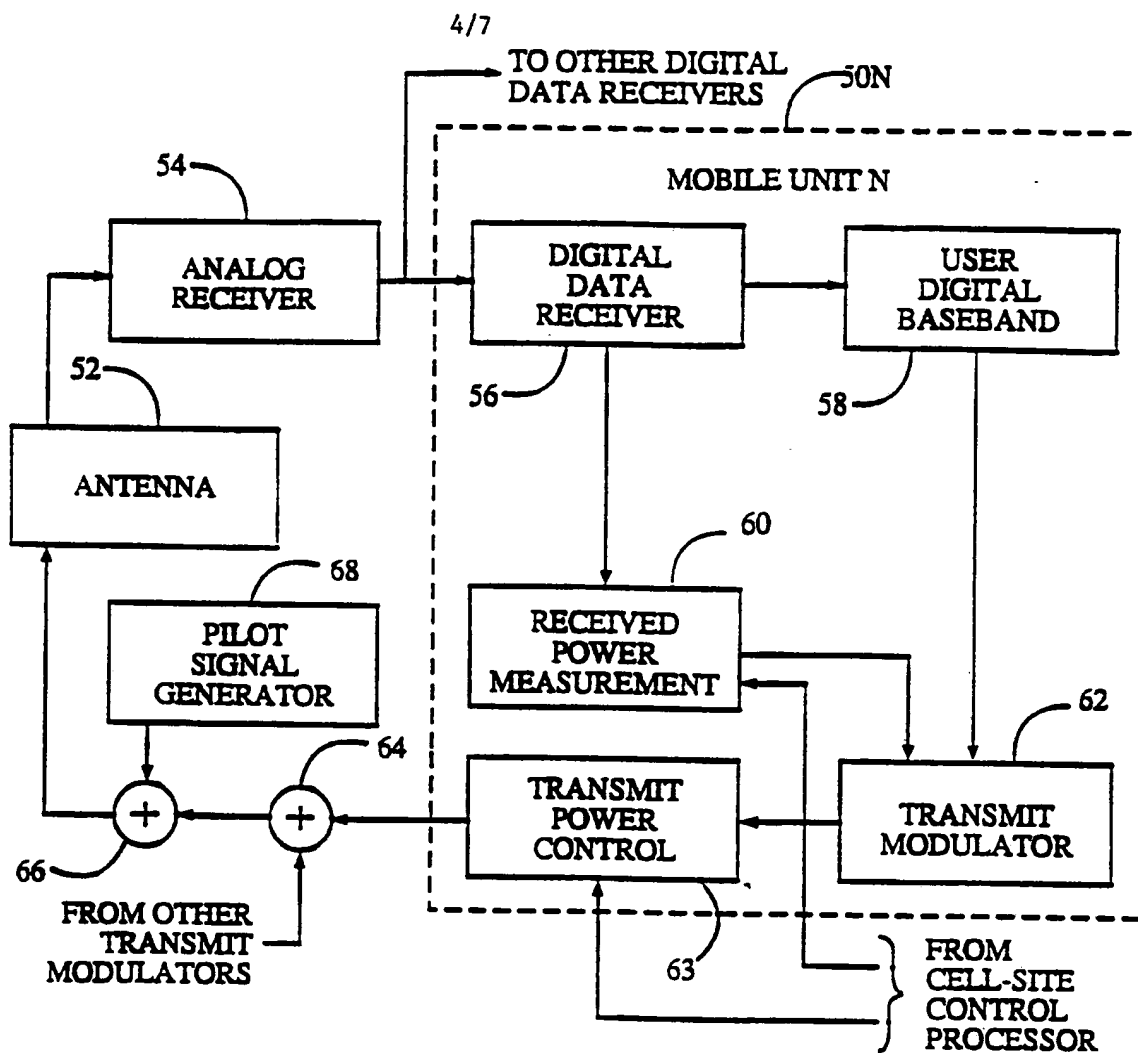 4/7
TO OTHER DIGITAL
DATA RECEIVERS
50N
MOBILE UNIT N
54
ANALOG
RECEIVER
DIGITAL
DATA
RECEIVER
USER
DIGITAL
BASEBAND
52
56
58
ANTENNA
60
68
PILOT
SIGNAL
GENERATOR
RECEIVED
POWER
MEASUREMENT
62
64
+
+
TRANSMIT
POWER
CONTROL
TRANSMIT
MODULATOR
66
FROM OTHER
TRANSMIT
MODULATORS
63
FROM
CELL-SITE
CONTROL
PROCESSOR